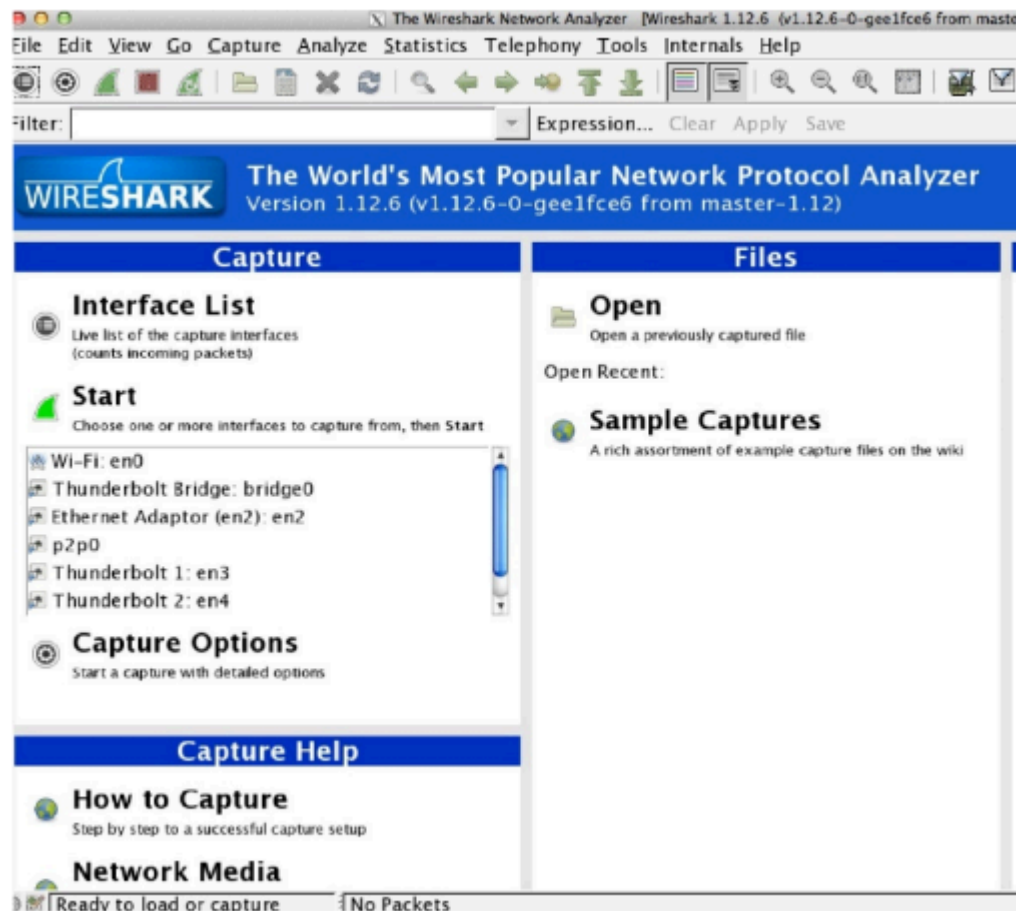 The Wireshark Network Analyzer [Wireshark 1.12.6 (v1.12.6-0-gee1fce6 from maste
File Edit View Go Capture Analyze Statistics Telephony Tools Internals Help
Filter: Expression... Clear Apply Save
WIRESHARK
The World's Most Popular Network Protocol Analyzer
Version 1.12.6 (v1.12.6-0-gee1fce6 from master-1.12)
Capture
Interface List
Live list of the capture interfaces
(counts incoming packets)
Start
Choose one or more interfaces to capture from, then Start
Wi-Fi: en0
Thunderbolt Bridge: bridge0
Ethernet Adaptor (en2): en2
p2p0
Thunderbolt 1: en3
Thunderbolt 2: en4
Capture Options
Start a capture with detailed options
Capture Help
How to Capture
Step by step to a successful capture setup
Network Media
Files
Open
Open a previously captured file
Open Recent:
Sample Captures
A rich assortment of example capture files on the wiki
Ready to load or capture
No Packets